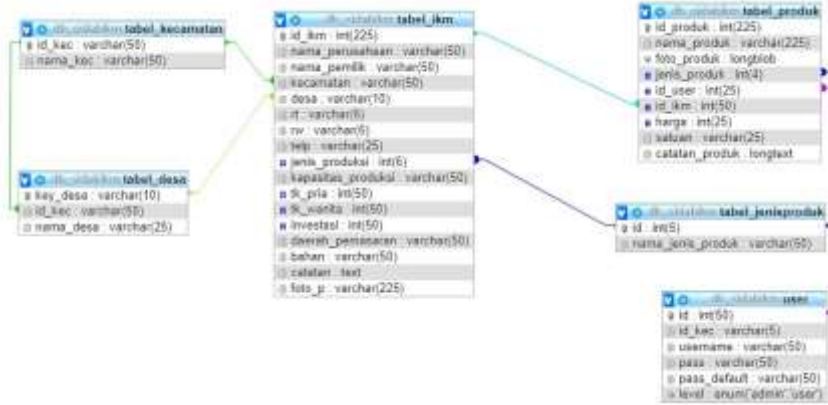 tabel_kecamatan
id_kec : varchar(50)
nama_kec : varchar(50)
tabel_desa
key_desa : varchar(10)
id_kec : varchar(50)
nama_desa : varchar(25)
tabel_ikm
id_ikm : int(225)
nama_perusahaan : varchar(50)
nama_pemilik : varchar(50)
kecamatan : varchar(50)
desa : varchar(10)
rt : varchar(6)
rw : varchar(6)
telp : varchar(25)
jenis_produksi : int(6)
kapasitas_produksi : varchar(50)
tk_pria : int(50)
tk_wanita : int(50)
investasi : int(50)
daerah_pemasaran : varchar(50)
bahan : varchar(50)
catatan : text
foto_p : varchar(225)
tabel_produk
id_produk : int(225)
nama_produk : varchar(225)
foto_produk : longblob
jenis_produk : int(4)
id_user : int(25)
id_ikm : int(50)
harga : int(25)
satuan : varchar(25)
catatan_produk : longtext
tabel_jenisproduk
id : int(5)
nama_jenis_produk : varchar(50)
user
id : int(50)
id_kec : varchar(5)
username : varchar(50)
pass : varchar(50)
pass_default : varchar(50)
level : enum('admin','user')